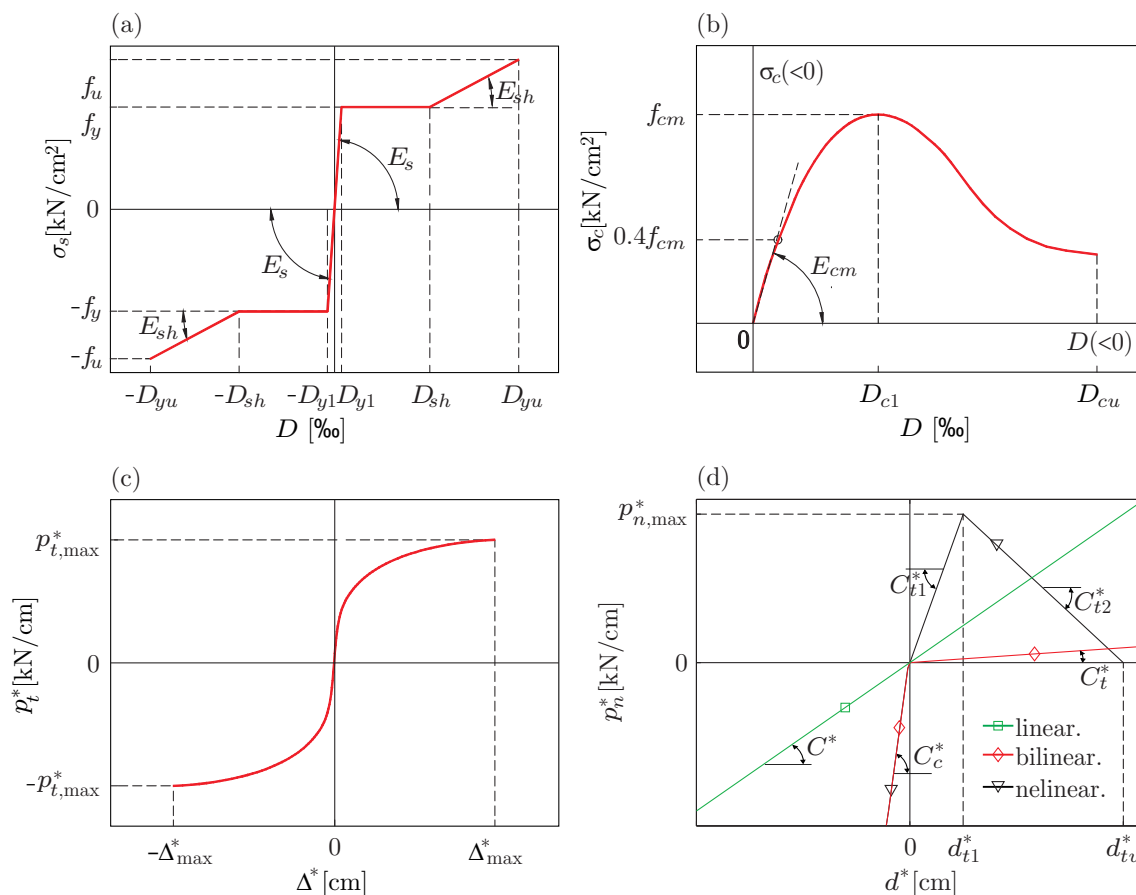 (a)
f_u
E_sh
f_y
E_s
σ_s[kN/cm²]
0
E_s
-f_y
E_sh
-f_u
-D_yu -D_sh -D_y1 D_y1 D_sh D_yu
D [‰]
(b)
σ_c(<0)
f_cm
σ_c[kN/cm²]
0.4f_cm
E_cm
0
D(<0)
D_c1 D_cu
D [‰]
(c)
p*_t,max
p_t*[kN/cm]
0
-p*_t,max
-Δ*_max 0 Δ*_max
Δ* [cm]
(d)
p*_n,max
C*_t1
C*_t2
0
C*_t
p*_n[kN/cm]
linear.
C*
C*_c
bilinear.
nelinear.
0 d*_t1 d*_tu
d* [cm]